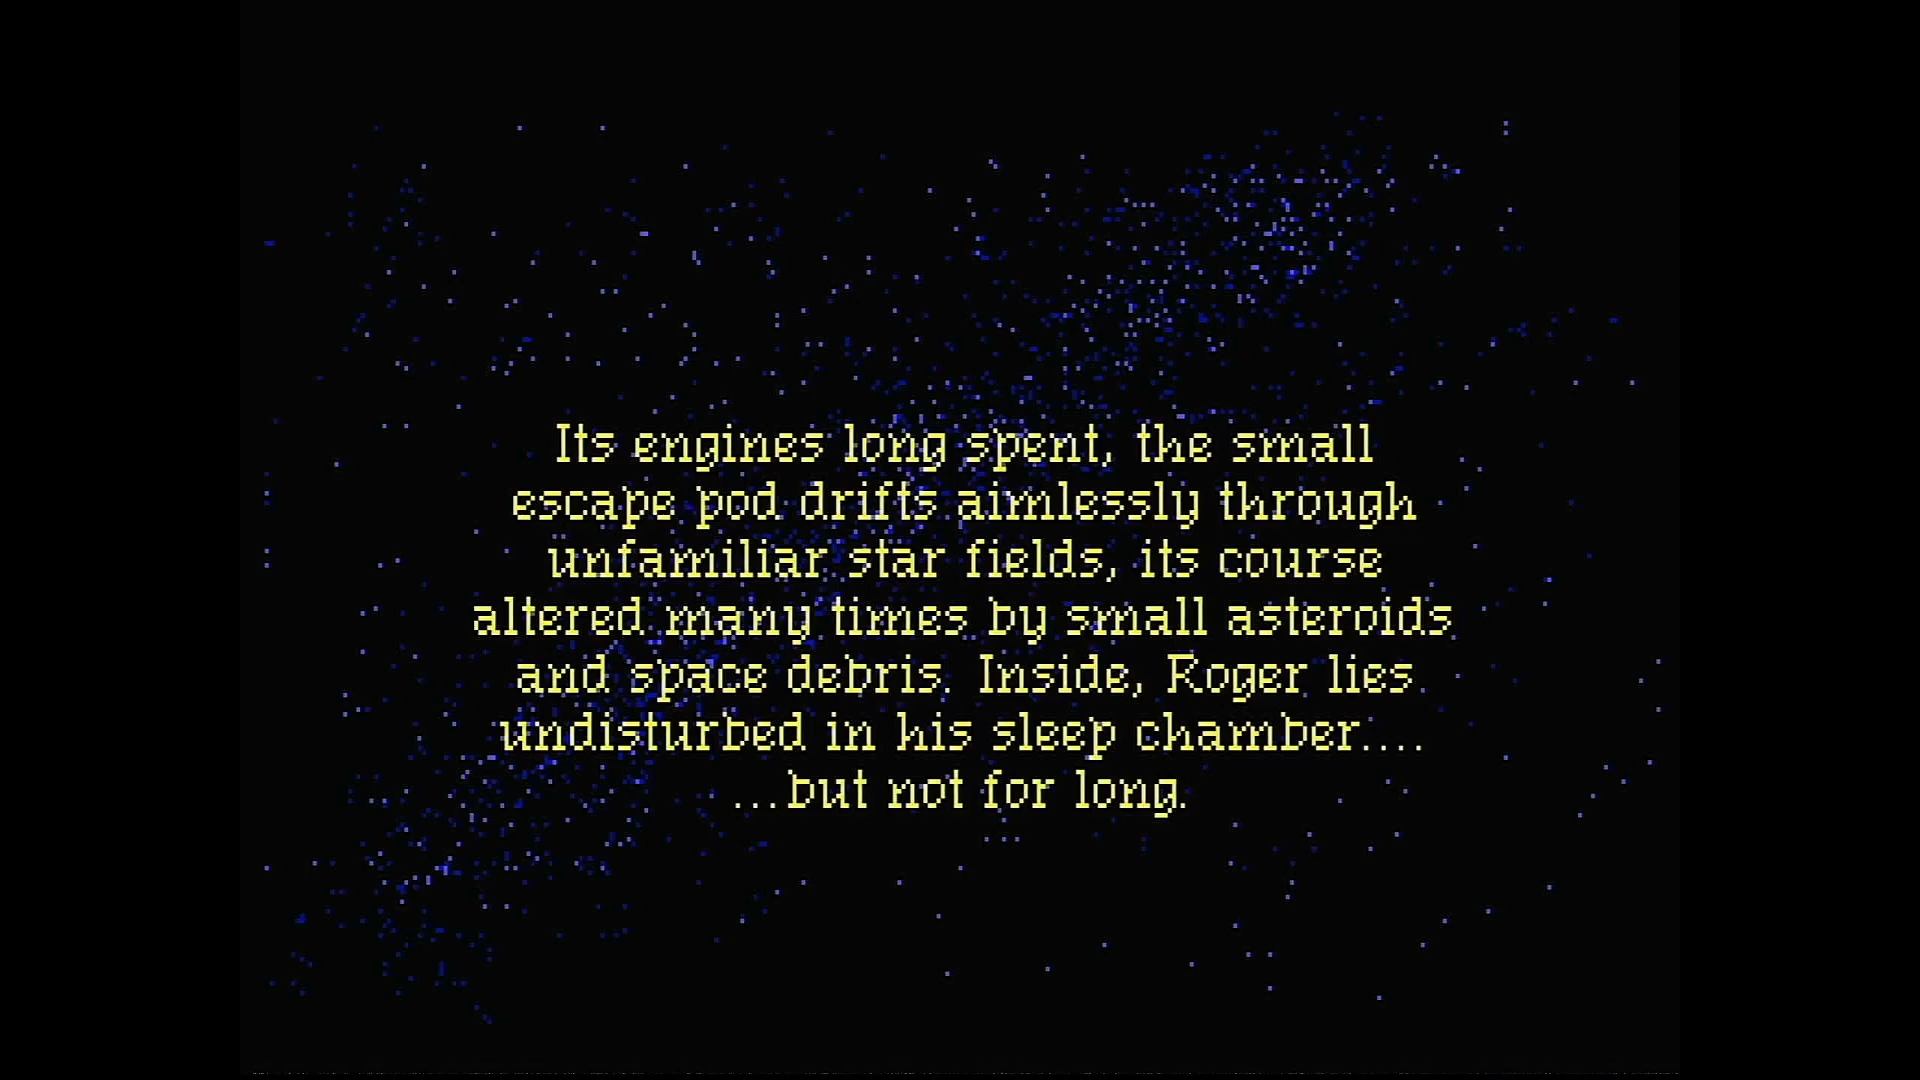 Its engines long spent, the small
escape pod drifts aimlessly through
unfamiliar star fields, its course
altered many times by small asteroids
and space debris. Inside, Roger lies
undisturbed in his sleep chamber....
...but not for long.